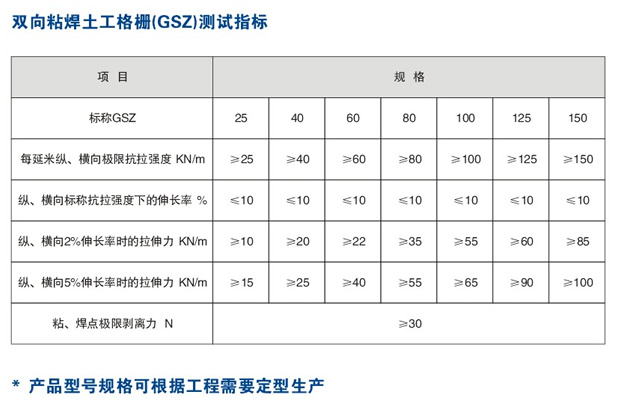 双向粘焊土工格栅(GSZ)测试指标
项 目 规 格
标称GSZ 25 40 60 80 100 125 150
每延米纵、横向极限抗拉强度 KN/m ≥25 ≥40 ≥60 ≥80 ≥100 ≥125 ≥150
纵、横向标称抗拉强度下的伸长率 % ≤10 ≤10 ≤10 ≤10 ≤10 ≤10 ≤10
纵、横向2%伸长率时的拉伸力 KN/m ≥10 ≥20 ≥22 ≥35 ≥55 ≥60 ≥85
纵、横向5%伸长率时的拉伸力 KN/m ≥15 ≥25 ≥40 ≥55 ≥65 ≥90 ≥100
粘、焊点极限剥离力 N ≥30
* 产品型号规格可根据工程需要定型生产